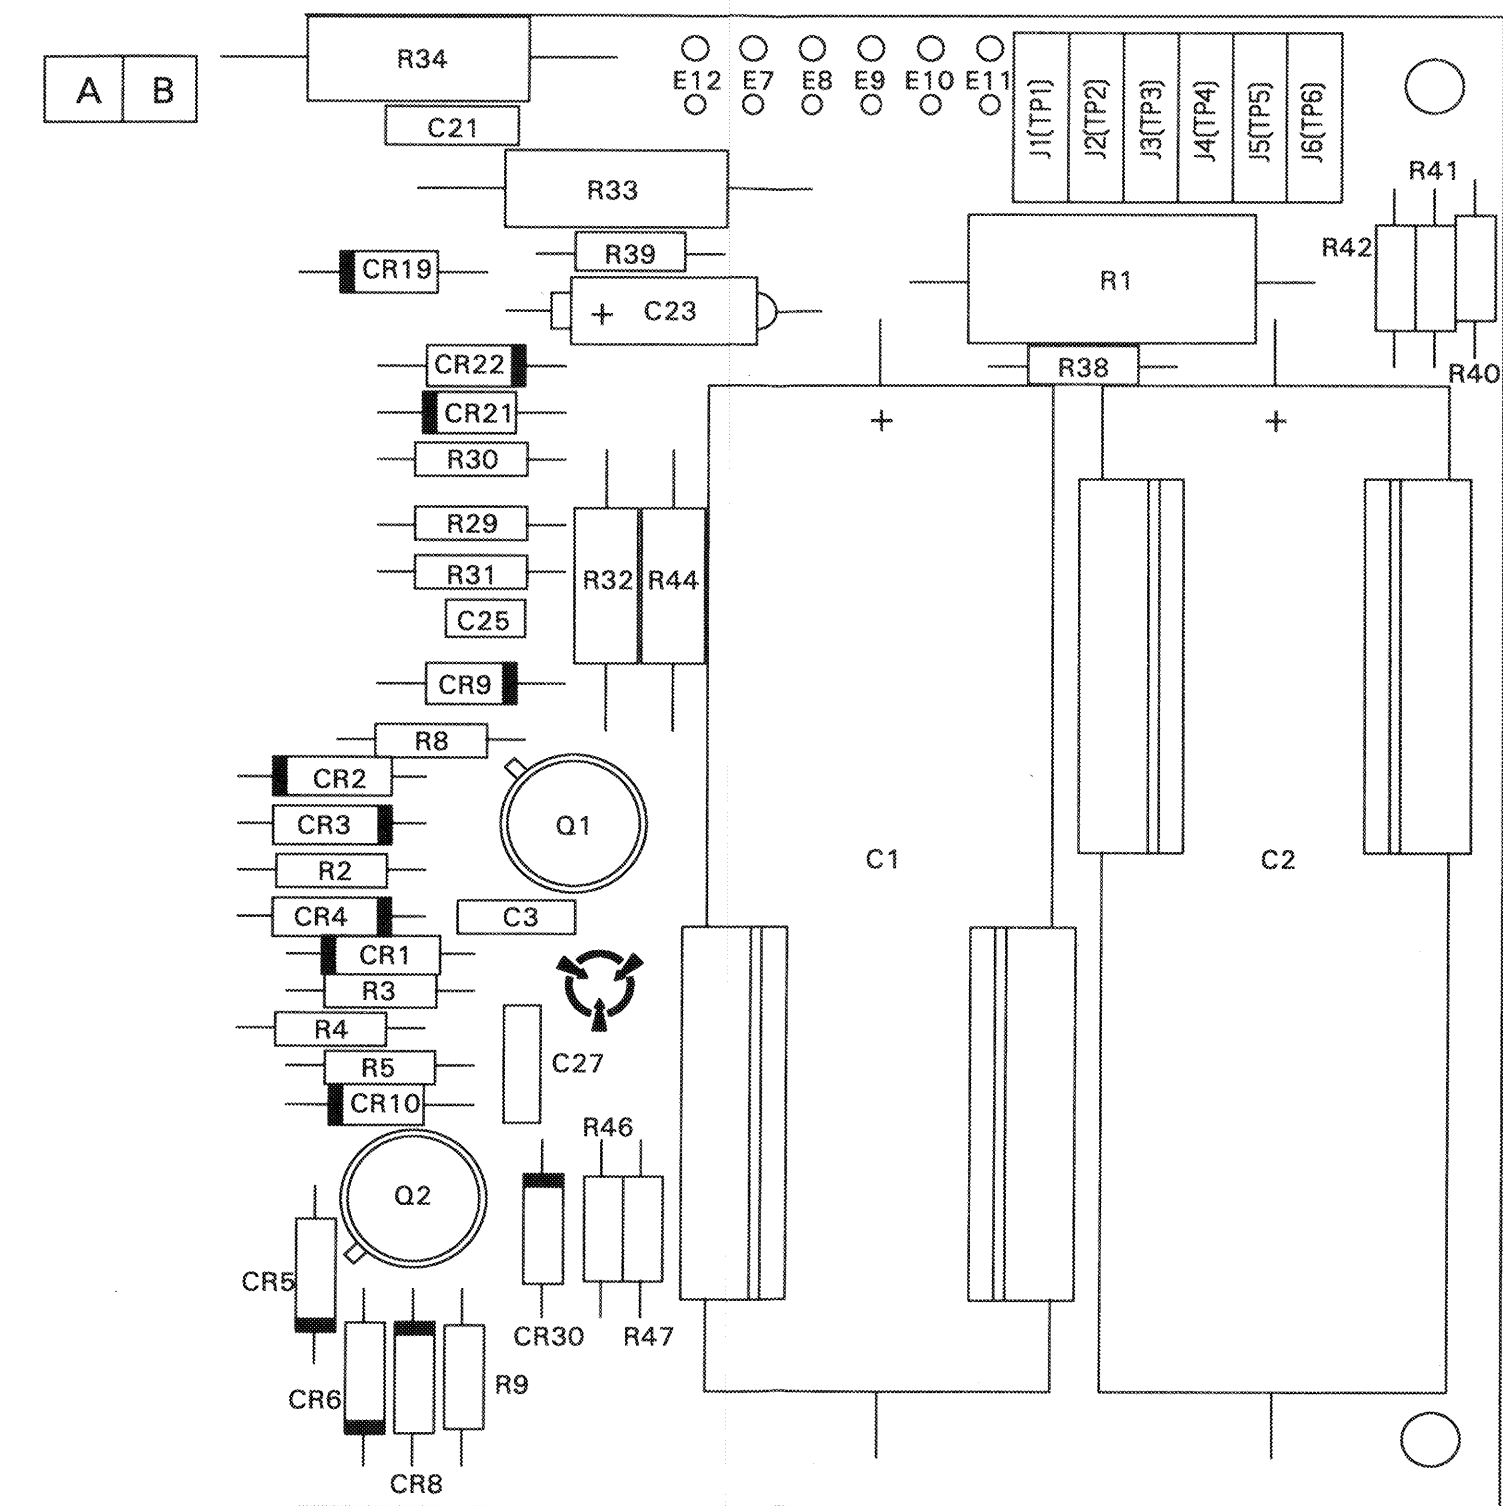 A B
R34
E12 E7 E8 E9 E10 E11
J1(TP1)
J2(TP2)
J3(TP3)
J4(TP4)
J5(TP5)
J6(TP6)
C21
R33
R41
R39
R42
CR19
R1
+ C23
CR22
R38
R40
CR21
+
+
R30
R29
R31
R32
R44
C25
CR9
R8
CR2
CR3
Q1
C1
C2
R2
CR4
C3
CR1
R3
R4
R5
C27
CR10
R46
Q2
CR5
CR30
R47
CR6
R9
CR8